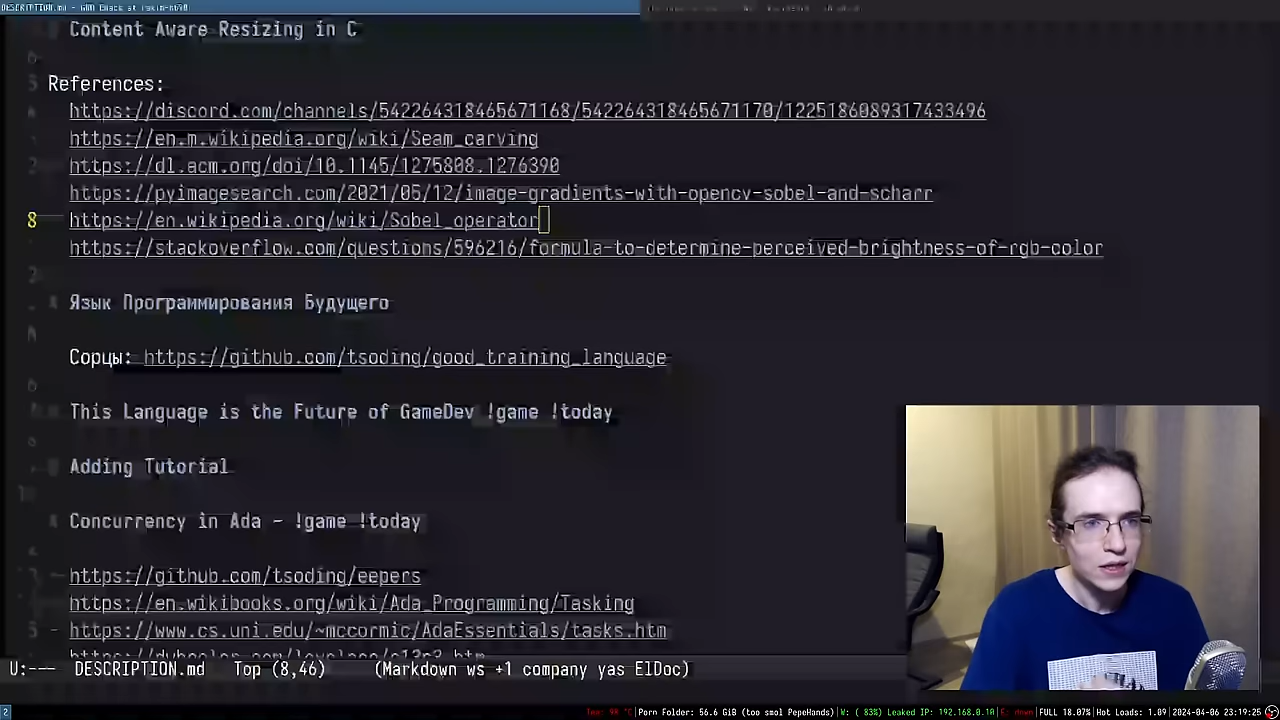 Content Aware Resizing in C
References:
https://discord.com/channels/542264318465671168/542264318465671170/1225186089317433496
https://en.m.wikipedia.org/wiki/Seam_carving
https://dl.acm.org/doi/10.1145/1275808.1276390
https://pyimagesearch.com/2021/05/12/image-gradients-with-opencv-sobel-and-scharr
8 https://en.wikipedia.org/wiki/Sobel_operator
https://stackoverflow.com/questions/596216/formula-to-determine-perceived-brightness-of-rgb-color
Язык Программирования Будущего
Сорцы: https://github.com/tsoding/good_training_language
This Language is the Future of GameDev !game !today
Adding Tutorial
Concurrency in Ada - !game !today
https://github.com/tsoding/eepers
https://en.wikibooks.org/wiki/Ada_Programming/Tasking
- https://www.cs.uni.edu/~mccormic/AdaEssentials/tasks.htm
U:--- DESCRIPTION.md Top (8,46) (Markdown ws +1 company yas ElDoc)
2 Porn Folder: 56.6 GiB (too smol PepeHands) W: ( 83%) Leaked IP: 192.168.0.10 E: down FULL 18.07% Hot Loads: 1.09 2024-04-06 23:19:25